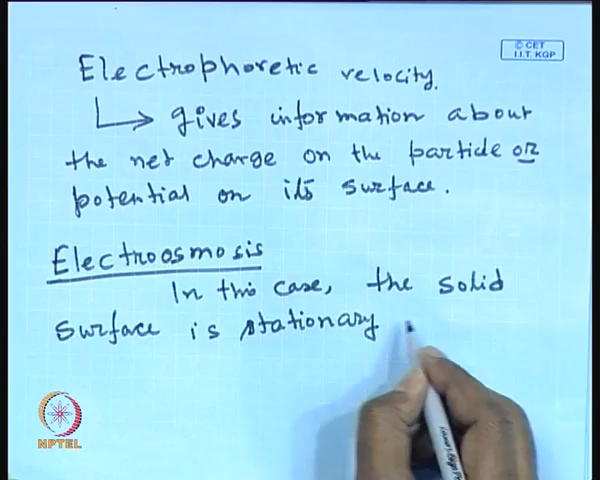 © CET
I.I.T. KGP
Electrophoretic velocity.
gives information about
the net charge on the particle or
potential on its surface.
Electroosmosis
In this case, the solid
surface is stationary
NPTEL